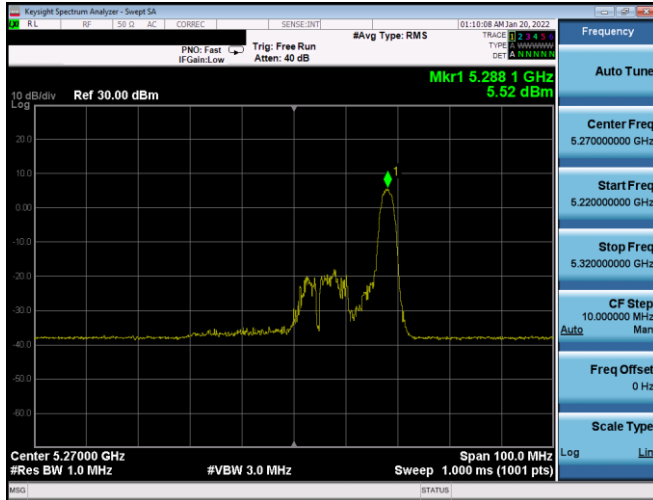 Keysight Spectrum Analyzer - Swept SA
RL RF 50 Ω AC CORREC SENSE:INT 01:10:08 AM Jan 20, 2022
#Avg Type: RMS
TRACE 1 2 3 4 5 6
PNO: Fast Trig: Free Run TYPE A WWWWW
IFGain:Low Atten: 40 dB DET A N N N N N
Mkr1 5.288 1 GHz
5.52 dBm
10 dB/div Ref 30.00 dBm
Log
20.0
1
10.0
0.00
-10.0
-20.0
-30.0
-40.0
-50.0
-60.0
Center 5.27000 GHz Span 100.0 MHz
#Res BW 1.0 MHz #VBW 3.0 MHz Sweep 1.000 ms (1001 pts)
MSG STATUS
Frequency
Auto Tune
Center Freq
5.270000000 GHz
Start Freq
5.220000000 GHz
Stop Freq
5.320000000 GHz
CF Step
10.000000 MHz
Auto Man
Freq Offset
0 Hz
Scale Type
Log Lin